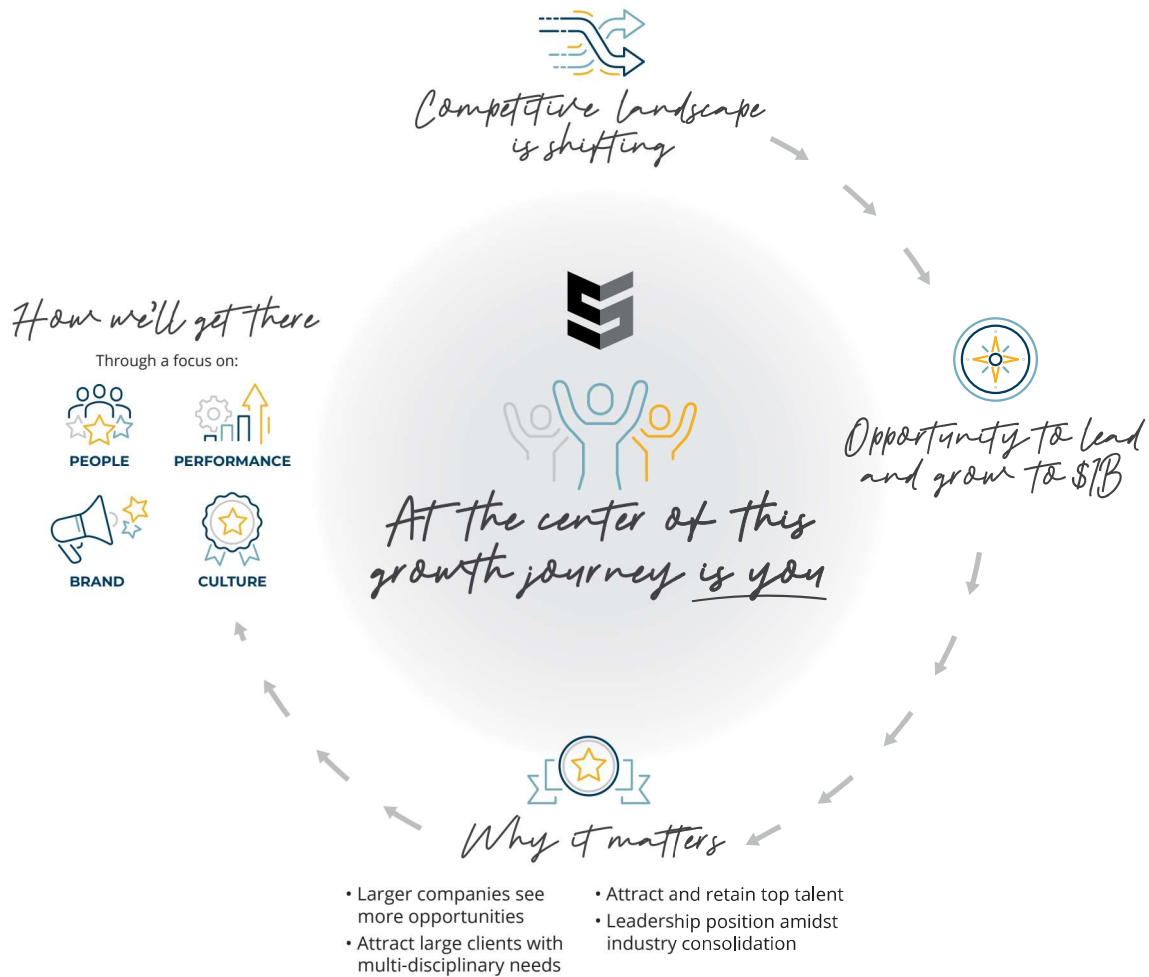 Competitive landscape
is shifting
Opportunity to lead
and grow to $1B
Why it matters
• Larger companies see
more opportunities
• Attract large clients with
multi-disciplinary needs
• Attract and retain top talent
• Leadership position amidst
industry consolidation
How we'll get there
Through a focus on:
PEOPLE
PERFORMANCE
BRAND
CULTURE
At the center of this
growth journey is you